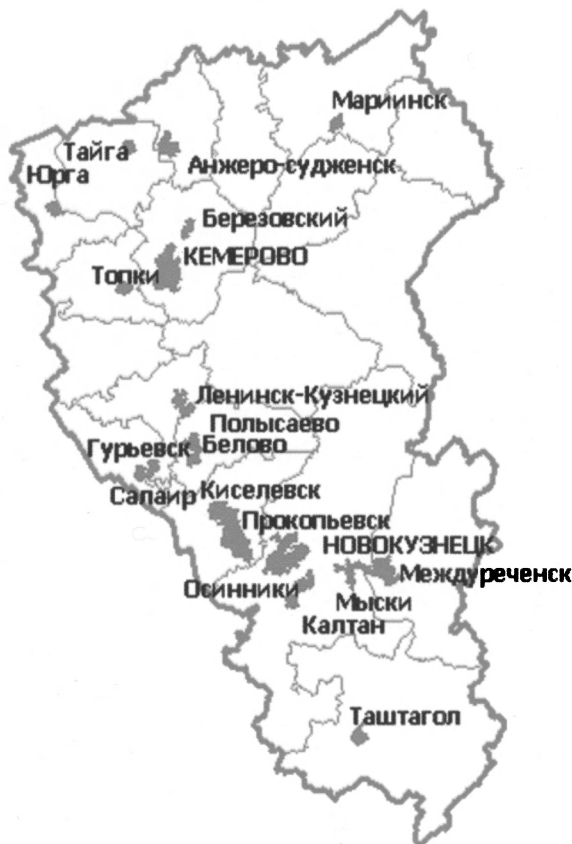 Мариинск
Тайга
Анжеро-судженск
Юрга
Березовский
КЕМЕРОВО
Топки
Ленинск-Кузнецкий
Полысаево
Гурьевск
Белово
Салаир
Киселевск
Прокопьевск
НОВОКУЗНЕЦК
Междуреченск
Осинники
Мыски
Калтан
Таштагол